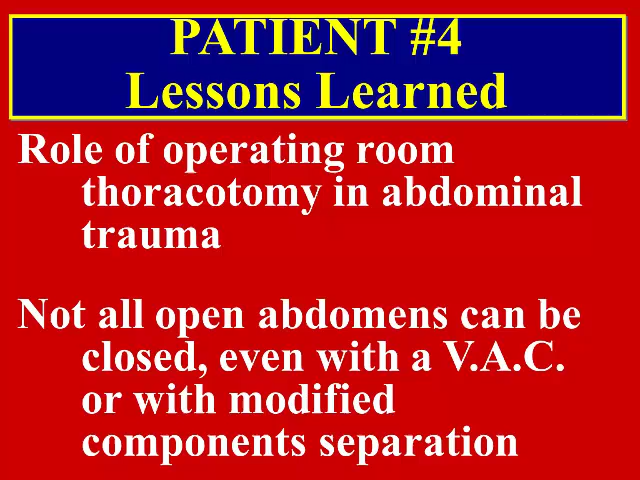 PATIENT #4
Lessons Learned
Role of operating room
thoracotomy in abdominal
trauma
Not all open abdomens can be
closed, even with a V.A.C.
or with modified
components separation